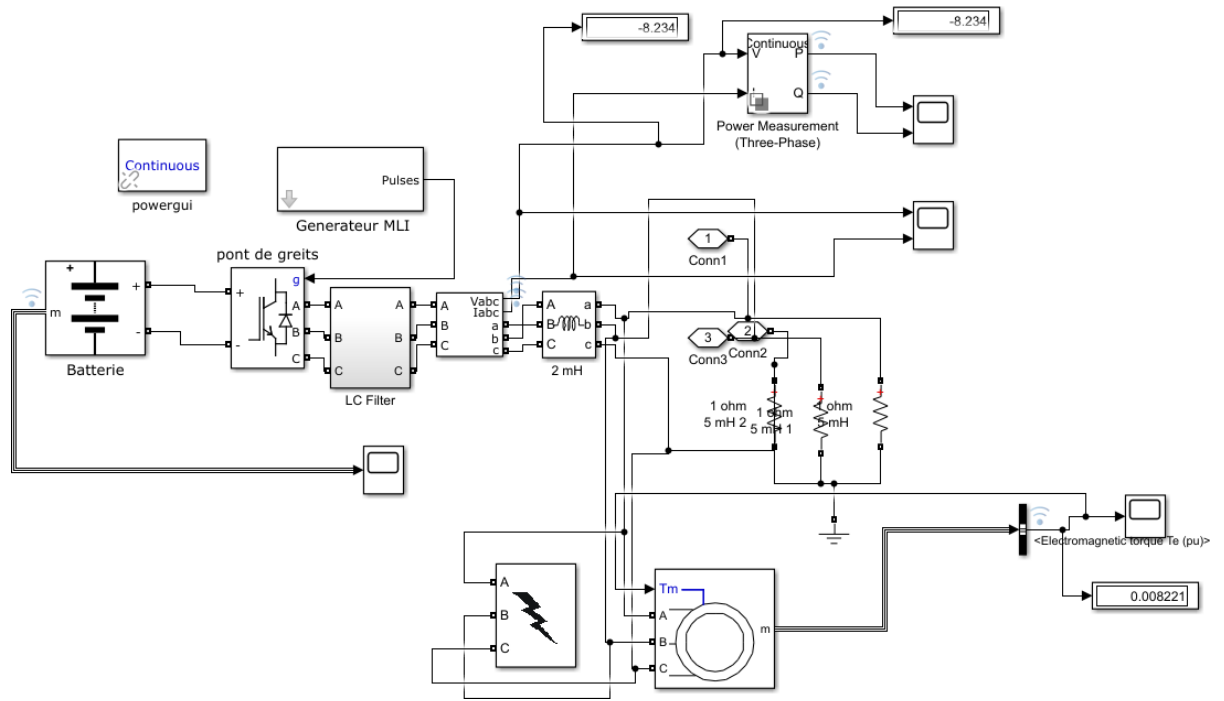 -8.234
-8.234
Continuous
V
P
Q
Power Measurement
(Three-Phase)
Continuous
powergui
Pulses
Generateur MLI
pont de greits
1
Conn1
+
m
+
-
Batterie
g
+
-
A
B
C
A
B
C
A
B
C
LC Filter
A
B
C
Vabc
Iabc
a
b
c
A
B
C
a
b
c
2 mH
3
Conn3
2
Conn2
1 ohm
5 mH 2
1 ohm
5 mH 1
1 ohm
5 mH
<Electromagnetic torque Te (pu)>
0.008221
A
B
C
Tm
A
B
C
m